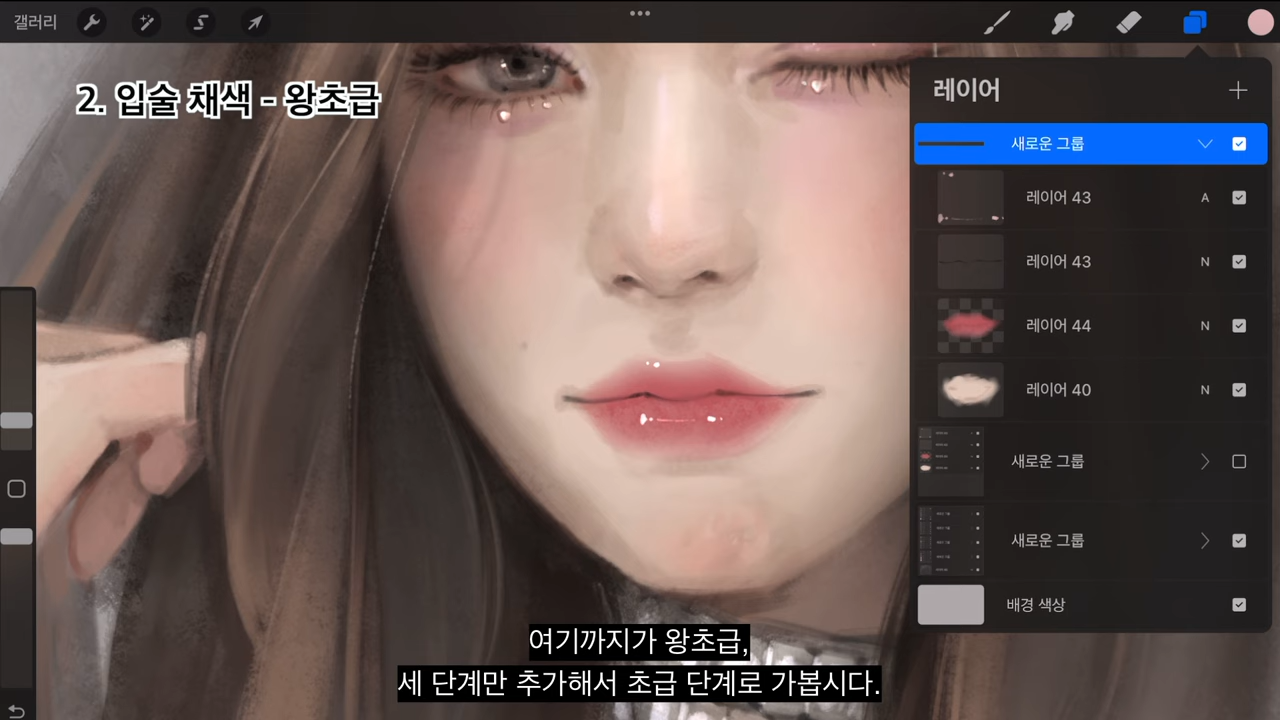 갤러리
2. 입술 채색 - 왕초급
레이어
새로운 그룹
레이어 43 A
레이어 43 N
레이어 44 N
레이어 40 N
새로운 그룹
새로운 그룹
배경 색상
여기까지가 왕초급,
세 단계만 추가해서 초급 단계로 가봅시다.